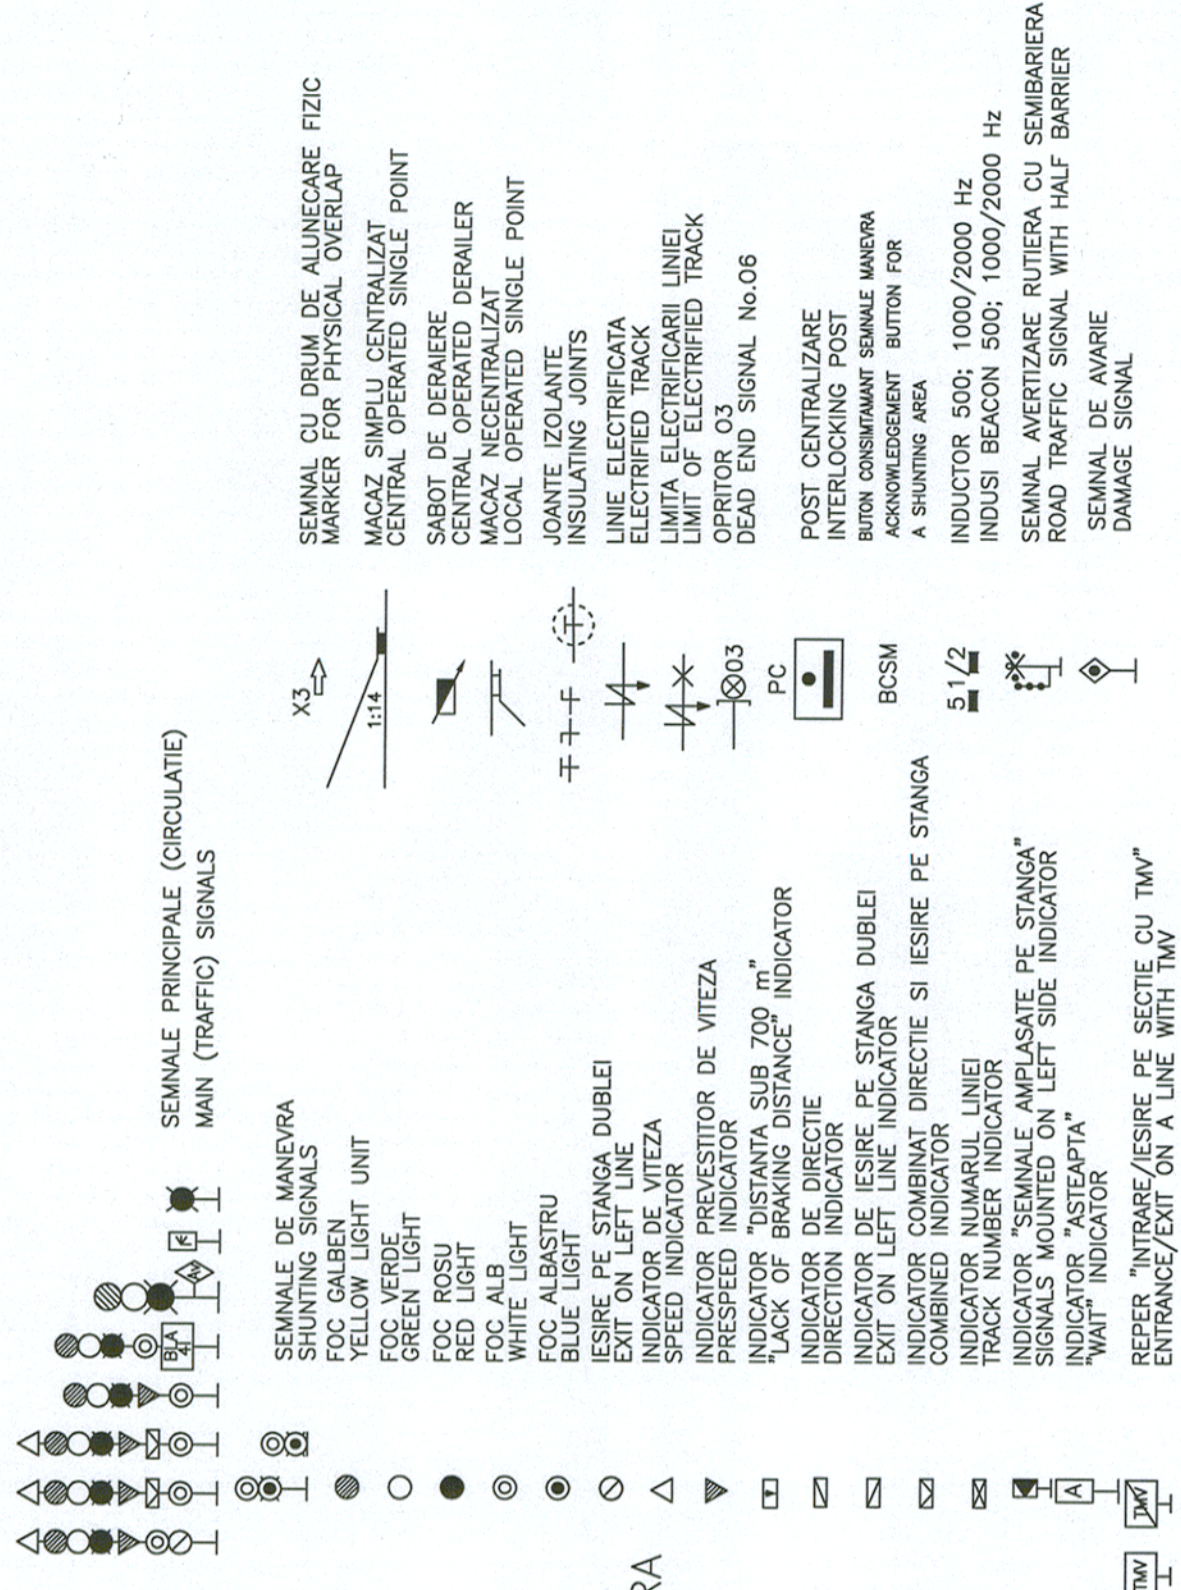 SEMNALE PRINCIPALE (CIRCULATIE)
MAIN (TRAFFIC) SIGNALS
BLA
4
AV
SEMNALE DE MANEVRA
SHUNTING SIGNALS
FOC GALBEN
YELLOW LIGHT UNIT
FOC VERDE
GREEN LIGHT
FOC ROSU
RED LIGHT
FOC ALB
WHITE LIGHT
FOC ALBASTRU
BLUE LIGHT
IESIRE PE STANGA DUBLEI
EXIT ON LEFT LINE
INDICATOR DE VITEZA
SPEED INDICATOR
INDICATOR PREVESTITOR DE VITEZA
PRESPEED INDICATOR
INDICATOR "DISTANTA SUB 700 m"
"LACK OF BRAKING DISTANCE" INDICATOR
INDICATOR DE DIRECTIE
DIRECTION INDICATOR
INDICATOR DE IESIRE PE STANGA DUBLEI
EXIT ON LEFT LINE INDICATOR
INDICATOR COMBINAT DIRECTIE SI IESIRE PE STANGA
COMBINED INDICATOR
INDICATOR NUMARUL LINIEI
TRACK NUMBER INDICATOR
INDICATOR "SEMNALE AMPLASATE PE STANGA"
SIGNALS MOUNTED ON LEFT SIDE INDICATOR
A
INDICATOR "ASTEAPTA"
"WAIT" INDICATOR
TMV
TMV
REPER "INTRARE/IESIRE PE SECTIE CU TMV"
ENTRANCE/EXIT ON A LINE WITH TMV
RA
X3
SEMNAL CU DRUM DE ALUNECARE FIZIC
MARKER FOR PHYSICAL OVERLAP
1:14
MACAZ SIMPLU CENTRALIZAT
CENTRAL OPERATED SINGLE POINT
SABOT DE DERAIERE
CENTRAL OPERATED DERAILER
MACAZ NECENTRALIZAT
LOCAL OPERATED SINGLE POINT
JOANTE IZOLANTE
INSULATING JOINTS
LINIE ELECTRIFICATA
ELECTRIFIED TRACK
LIMITA ELECTRIFICARII LINIEI
LIMIT OF ELECTRIFIED TRACK
03
OPRITOR 03
DEAD END SIGNAL No.06
PC
POST CENTRALIZARE
INTERLOCKING POST
BCSM
BUTON CONSIMTAMANT SEMNALE MANEVRA
ACKNOWLEDGEMENT BUTTON FOR
A SHUNTING AREA
5 1/2
INDUCTOR 500; 1000/2000 Hz
INDUSI BEACON 500; 1000/2000 Hz
SEMNAL AVERTIZARE RUTIERA CU SEMIBARIERA
ROAD TRAFFIC SIGNAL WITH HALF BARRIER
SEMNAL DE AVARIE
DAMAGE SIGNAL